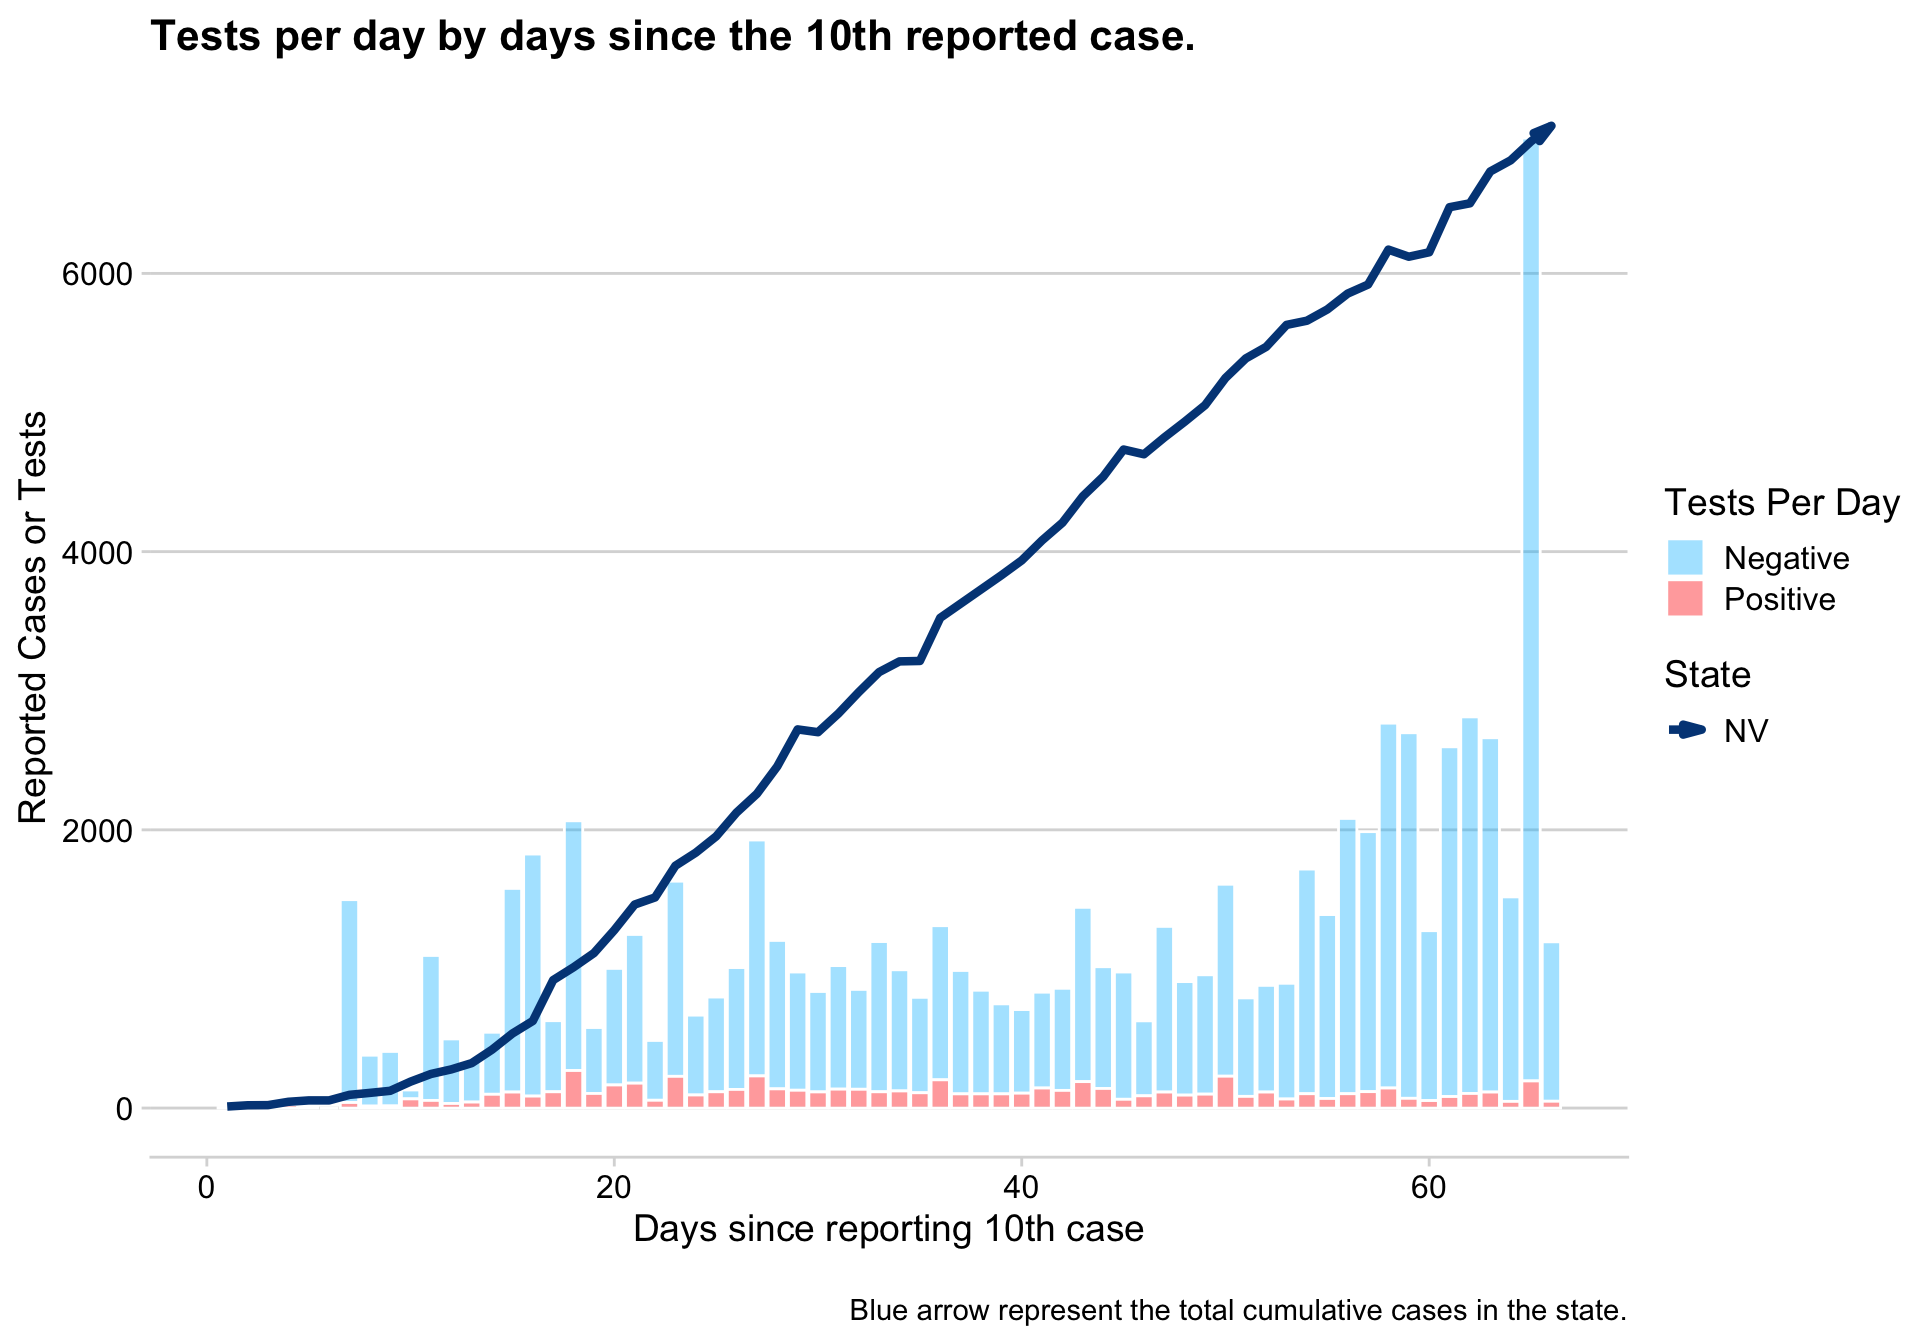 Tests per day by days since the 10th reported case.
Reported Cases or Tests
6000
4000
2000
0
0
20
40
60
Days since reporting 10th case
Tests Per Day
Negative
Positive
State
NV
Blue arrow represent the total cumulative cases in the state.